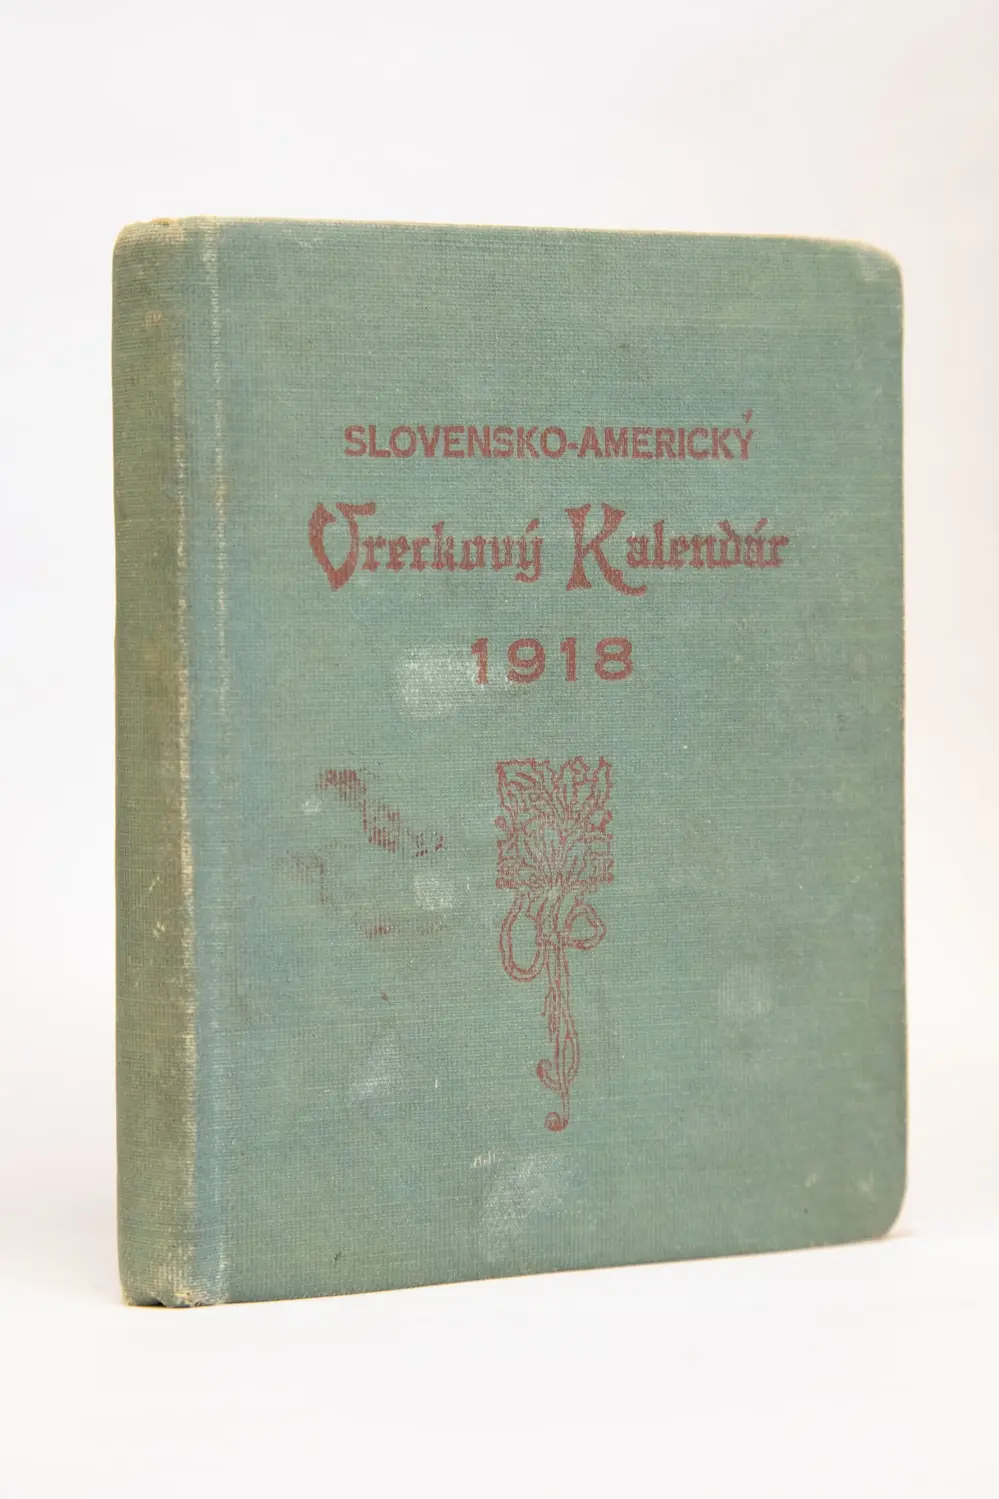 SLOVENSKO-AMERICKÝ
Vreckový Kalendár
1918